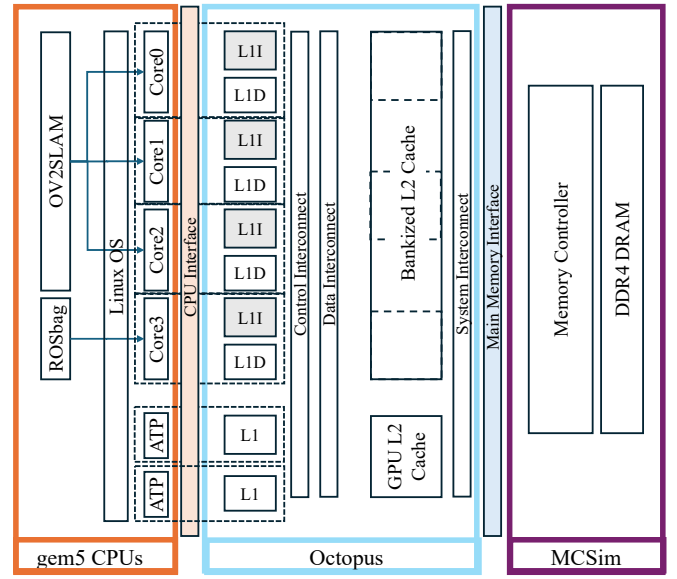 OV2SLAM
ROSbag
Linux OS
Core0
Core1
Core2
Core3
ATP
ATP
CPU Interface
L1I
L1D
L1I
L1D
L1I
L1D
L1I
L1D
L1
L1
Control Interconnect
Data Interconnect
Bankized L2 Cache
GPU L2
Cache
System Interconnect
Main Memory Interface
Memory Controller
DDR4 DRAM
gem5 CPUs
Octopus
MCSim